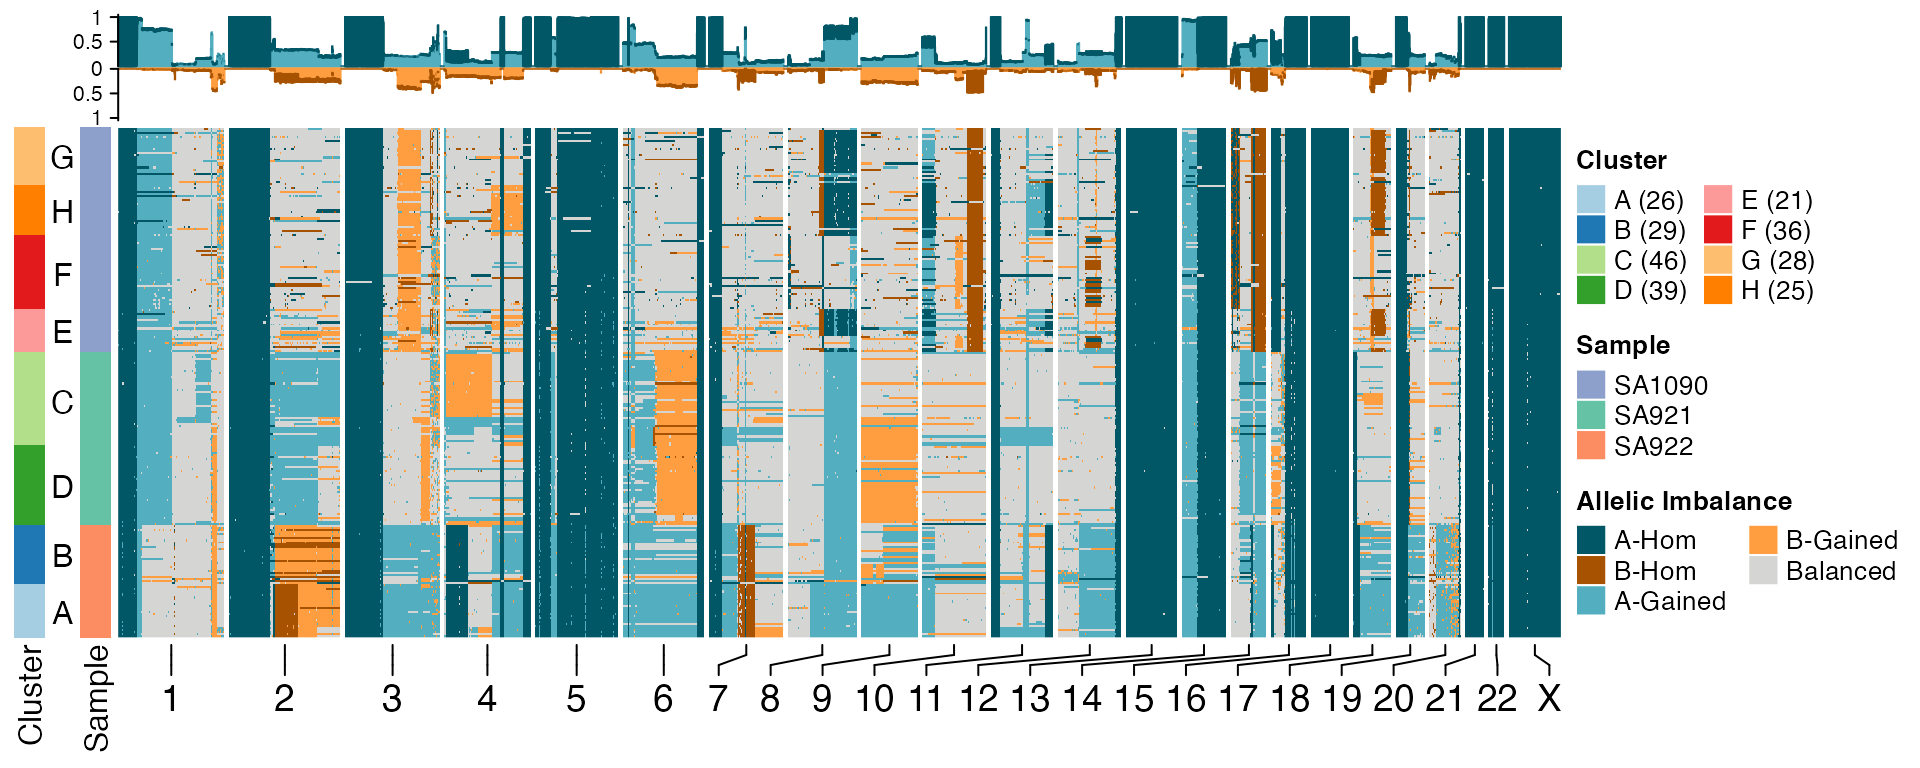 1
0.5
0
0.5
1
G
H
F
E
C
D
B
A
Cluster
Sample
1 2 3 4 5 6 7 8 9 10 11 12 13 14 15 16 17 18 19 20 21 22 X
Cluster
A (26) E (21)
B (29) F (36)
C (46) G (28)
D (39) H (25)
Sample
SA1090
SA921
SA922
Allelic Imbalance
A-Hom B-Gained
B-Hom Balanced
A-Gained